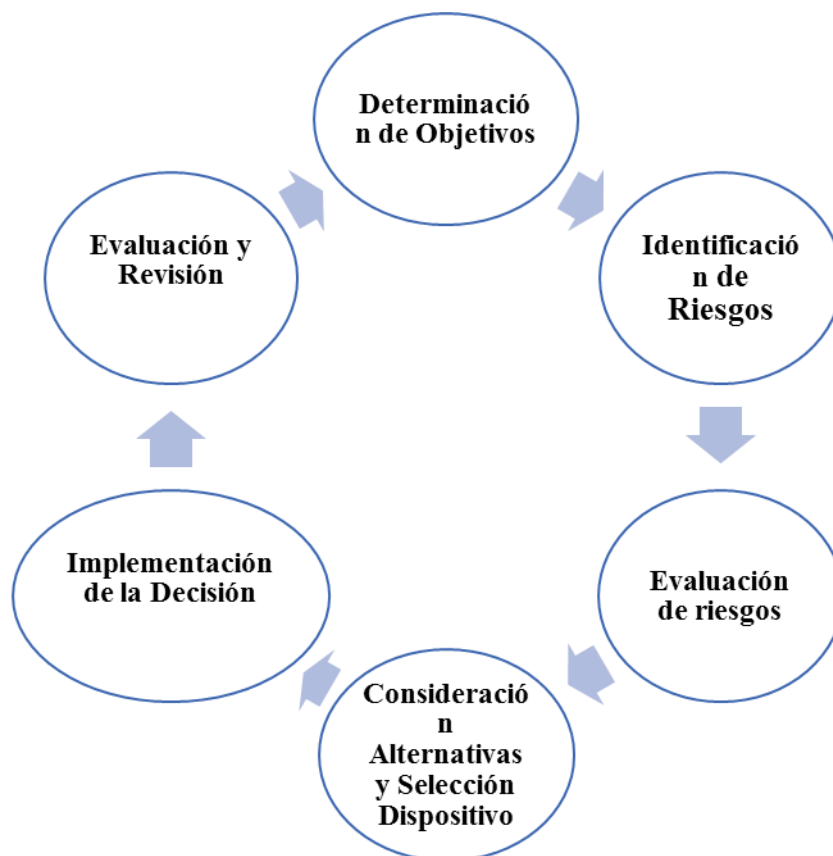 Determinació
n de Objetivos
Identificació
n de
Riesgos
Evaluación
de riesgos
Consideració
n
Alternativas
y Selección
Dispositivo
Implementación
de la Decisión
Evaluación y
Revisión